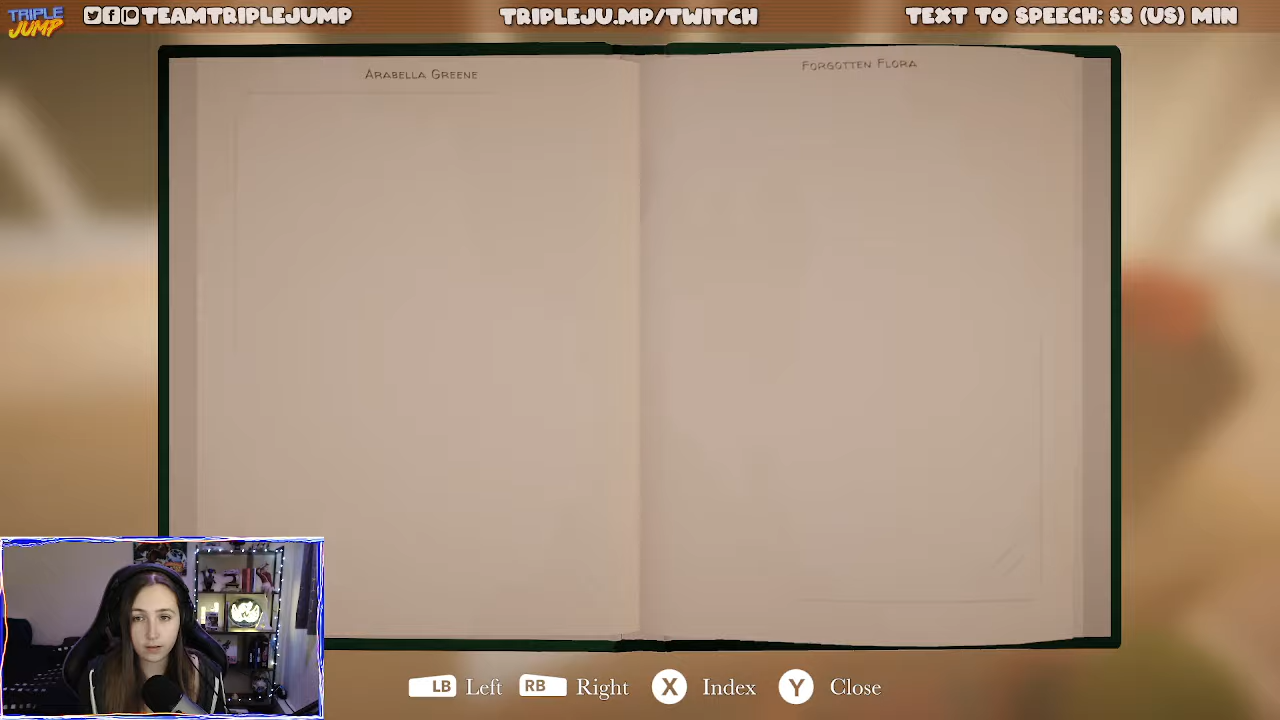 TRIPLE
JUMP
TEAMTRIPLEJUMP
TRIPLEJU.MP/TWITCH
TEXT TO SPEECH: $5 (US) MIN
Arabella Greene
Forgotten Flora
LB Left RB Right X Index Y Close